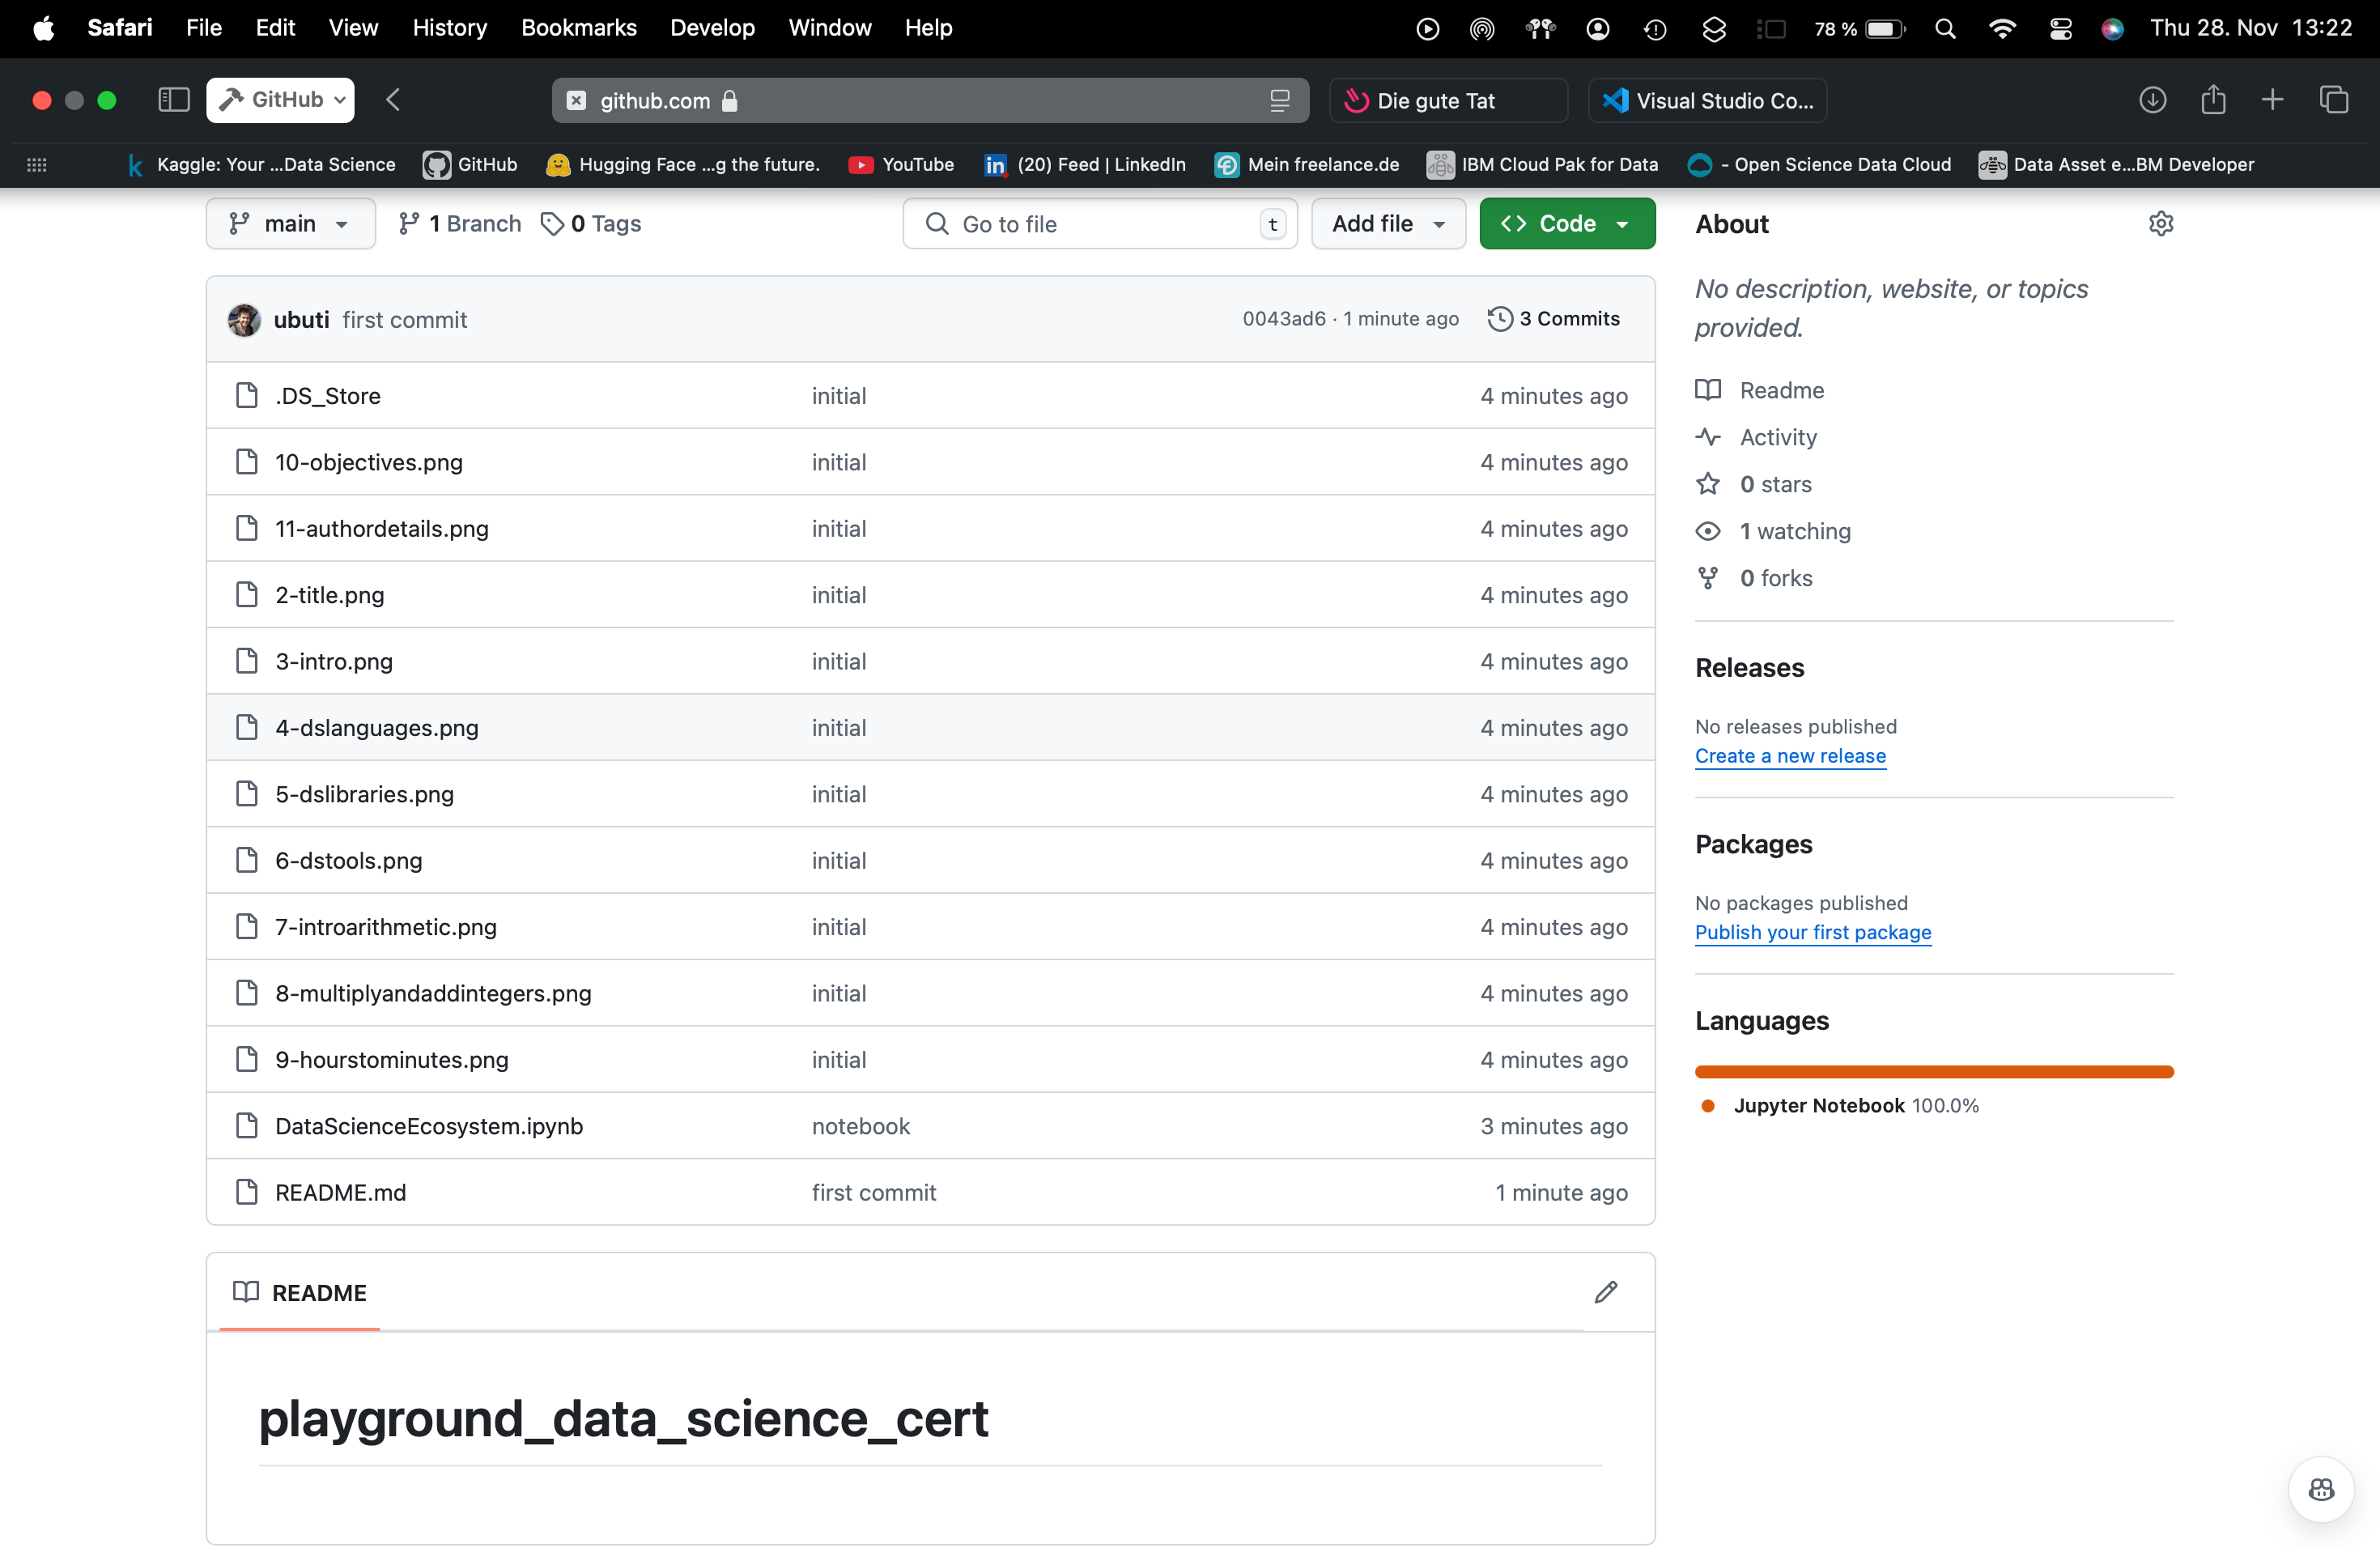 Safari File Edit View History Bookmarks Develop Window Help 78 % Thu 28. Nov 13:22
GitHub github.com Die gute Tat Visual Studio Co...
Kaggle: Your ...Data Science GitHub Hugging Face ...g the future. YouTube (20) Feed | LinkedIn Mein freelance.de IBM Cloud Pak for Data - Open Science Data Cloud Data Asset e...BM Developer
main 1 Branch 0 Tags Go to file t Add file Code
ubuti first commit 0043ad6 · 1 minute ago 3 Commits
.DS_Store initial 4 minutes ago
10-objectives.png initial 4 minutes ago
11-authordetails.png initial 4 minutes ago
2-title.png initial 4 minutes ago
3-intro.png initial 4 minutes ago
4-dslanguages.png initial 4 minutes ago
5-dslibraries.png initial 4 minutes ago
6-dstools.png initial 4 minutes ago
7-introarithmetic.png initial 4 minutes ago
8-multiplyandaddintegers.png initial 4 minutes ago
9-hourstominutes.png initial 4 minutes ago
DataScienceEcosystem.ipynb notebook 3 minutes ago
README.md first commit 1 minute ago
README
playground_data_science_cert
About
No description, website, or topics
provided.
Readme
Activity
0 stars
1 watching
0 forks
Releases
No releases published
Create a new release
Packages
No packages published
Publish your first package
Languages
Jupyter Notebook 100.0%